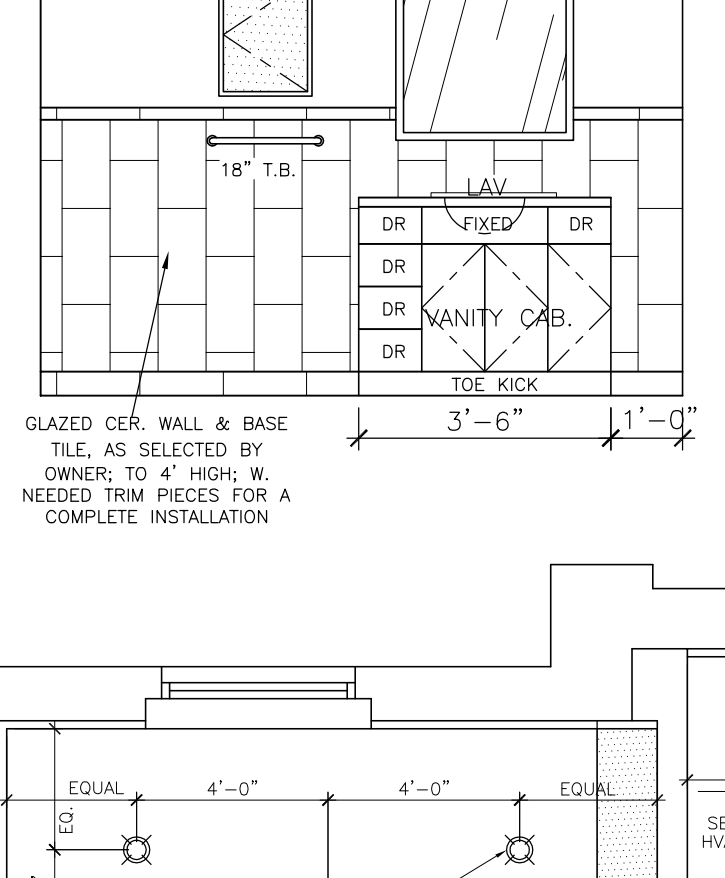 18" T.B.
LAV
DR FIXED DR
DR
DR
VANITY CAB.
DR
TOE KICK
3'-6" 1'-0"
GLAZED CER. WALL & BASE
TILE, AS SELECTED BY
OWNER; TO 4' HIGH; W.
NEEDED TRIM PIECES FOR A
COMPLETE INSTALLATION
EQUAL 4'-0" 4'-0" EQUAL
EQ.